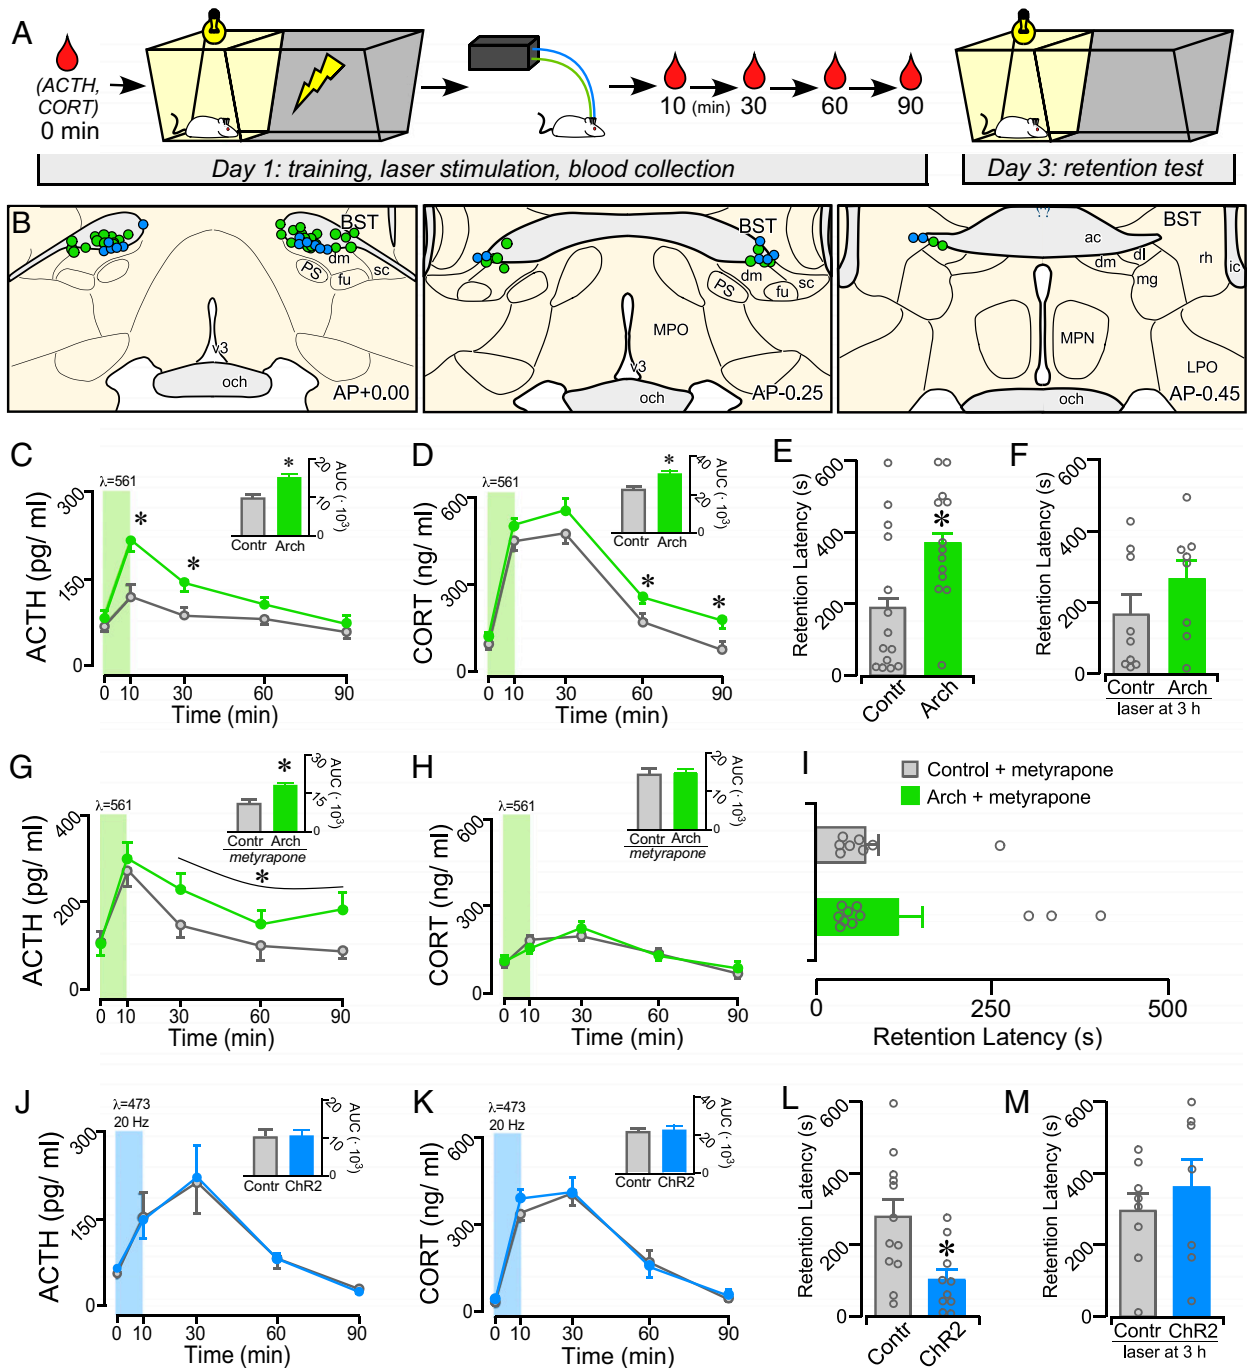 A
(ACTH,
CORT)
0 min
10 (min) 30 60 90
Day 1: training, laser stimulation, blood collection
Day 3: retention test
B
BST
dm
PS
fu
sc
v3
och
AP+0.00
BST
dm
sc
PS
fu
MPO
v3
och
AP-0.25
BST
ac
dl
dm
rh
ic
mg
MPN
LPO
och
AP-0.45
C
ACTH (pg/ ml)
300
150
0
λ=561
*
*
0 10 30 60 90
Time (min)
*
AUC (· 10³)
20
10
0
Contr Arch
D
CORT (ng/ ml)
600
300
0
λ=561
*
*
0 10 30 60 90
Time (min)
*
AUC (· 10³)
40
20
0
Contr Arch
E
Retention Latency (s)
600
400
200
0
*
Contr Arch
F
Retention Latency (s)
600
400
200
0
Contr Arch
laser at 3 h
G
ACTH (pg/ ml)
400
200
0
λ=561
*
0 10 30 60 90
Time (min)
*
AUC (· 10³)
30
15
0
Contr Arch
metyrapone
H
CORT (ng/ ml)
600
300
0
λ=561
0 10 30 60 90
Time (min)
AUC (· 10³)
20
10
0
Contr Arch
metyrapone
I
Control + metyrapone
Arch + metyrapone
0 250 500
Retention Latency (s)
J
ACTH (pg/ ml)
300
150
0
λ=473
20 Hz
0 10 30 60 90
Time (min)
AUC (· 10³)
20
10
0
Contr ChR2
K
CORT (ng/ ml)
600
300
0
λ=473
20 Hz
0 10 30 60 90
Time (min)
AUC (· 10³)
40
20
0
Contr ChR2
L
Retention Latency (s)
600
400
200
0
*
Contr ChR2
M
Retention Latency (s)
600
400
200
0
Contr ChR2
laser at 3 h